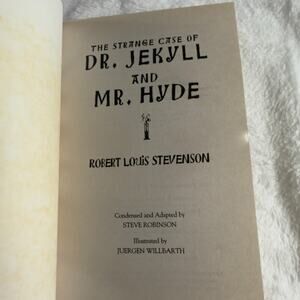 THE STRANGE CASE OF
DR. JEKYLL
AND
MR. HYDE
ROBERT LOUIS STEVENSON
Condensed and Adapted by
STEVE ROBINSON
Illustrated by
JUERGEN WILLBARTH